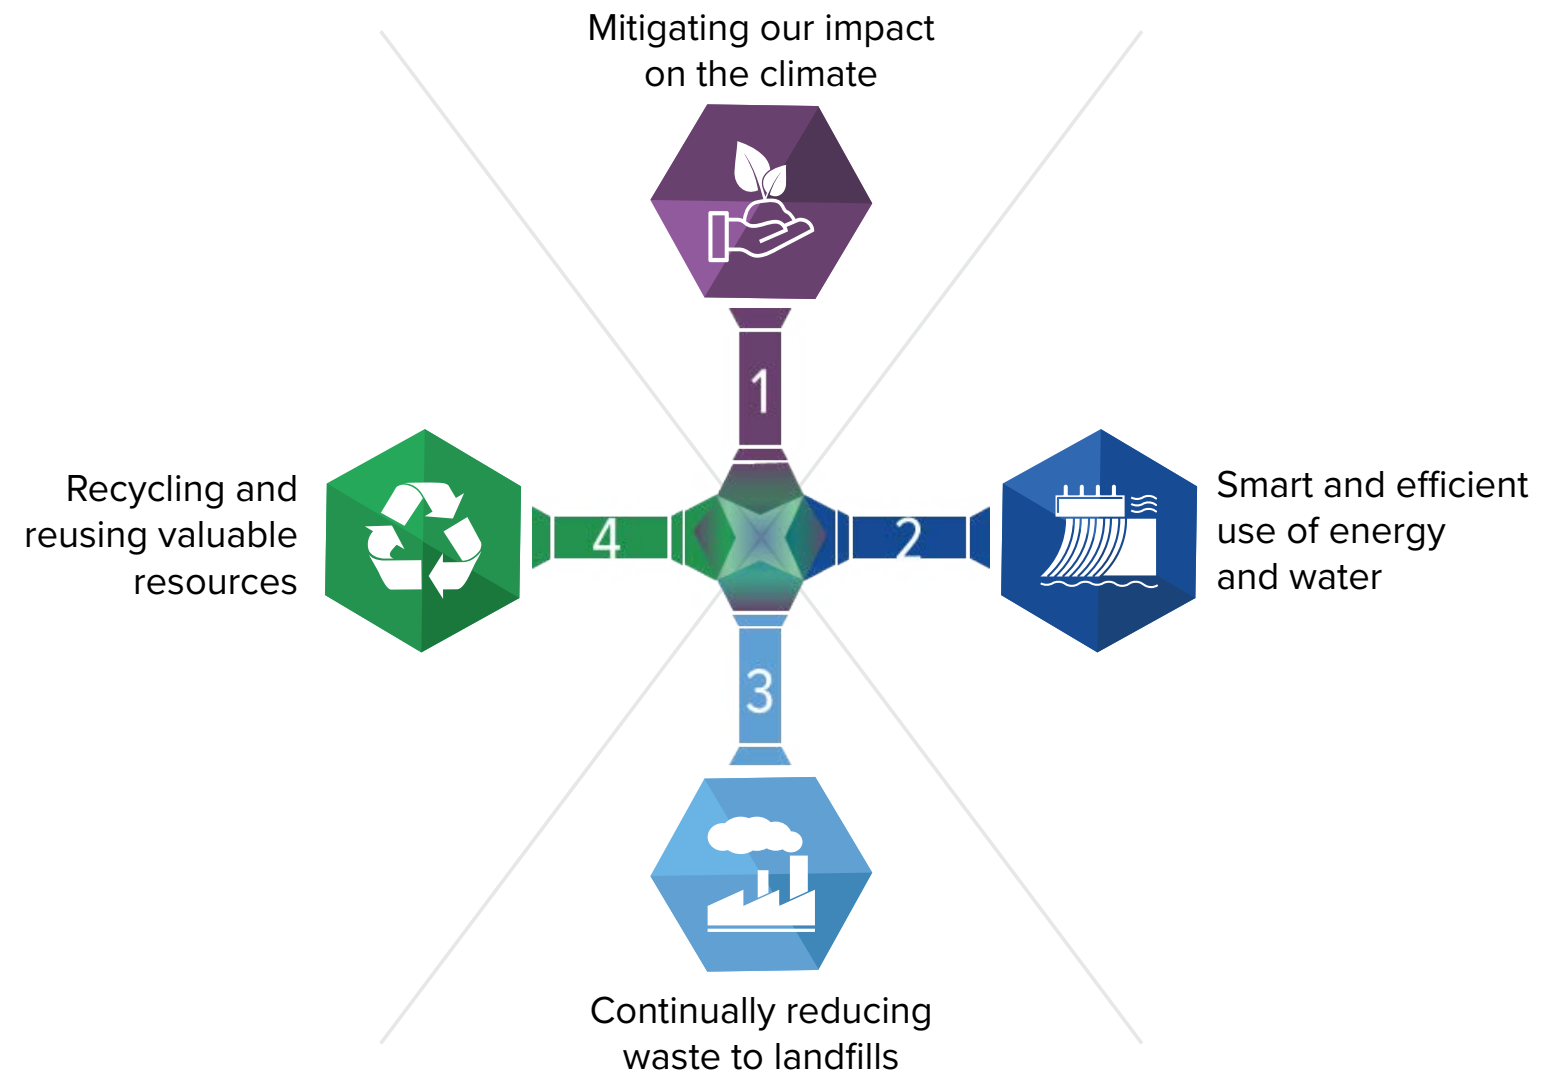 Mitigating our impact
on the climate
1
Recycling and
reusing valuable
resources
4
2
Smart and efficient
use of energy
and water
3
Continually reducing
waste to landfills